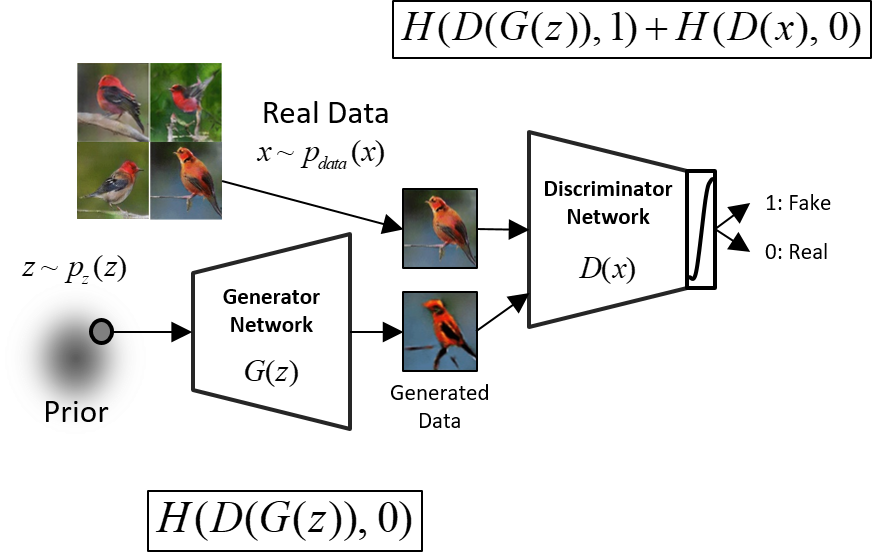 H(D(G(z)), 1) + H(D(x), 0)
Real Data
x ~ p_data(x)
Discriminator
Network
D(x)
1: Fake
0: Real
z ~ p_z(z)
Generator
Network
G(z)
Prior
Generated
Data
H(D(G(z)), 0)